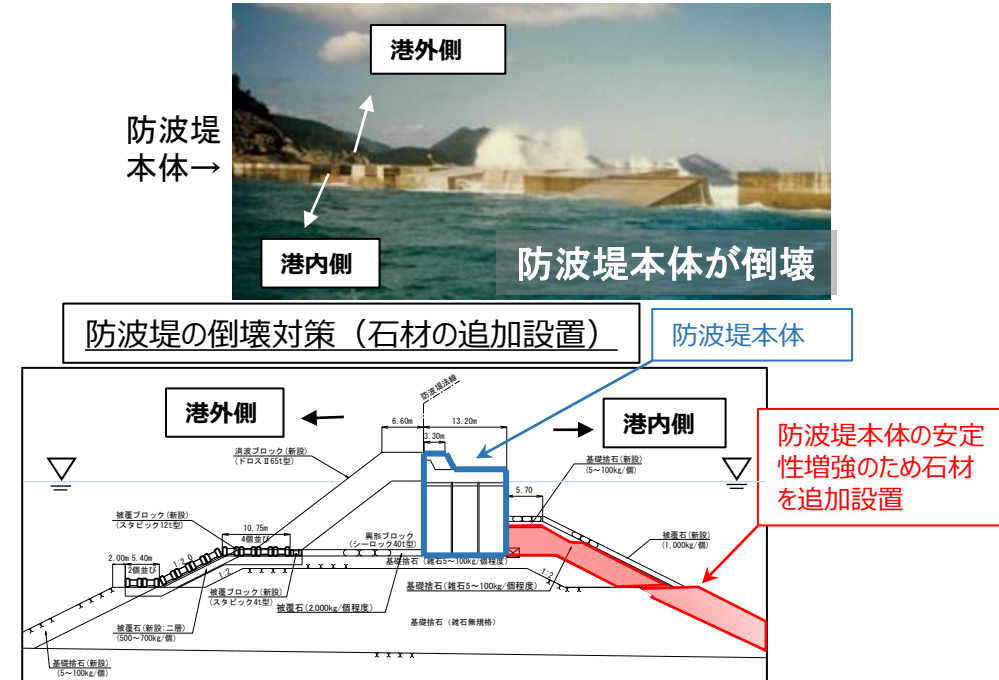 港外側
防波堤
本体→
港内側
防波堤本体が倒壊
防波堤の倒壊対策（石材の追加設置）
防波堤本体
防波堤法線
港外側
港内側
6.60m
13.20m
3.30m
消波ブロック(新設)
(ドロスⅡ65t型)
基礎捨石(新設)
(5～100kg/個)
5.70
防波堤本体の安定
性増強のため石材
を追加設置
被覆ブロック(新設)
(スタビック12t型)
10.75m
4個並び
異形ブロック
(シーロック40t型)
被覆石(新設)
(1,000kg/個)
2.00m
5.40m
2個並び
1:2.0
基礎捨石(雑石5～100kg/個程度)
1:2
基礎捨石(雑石5～100kg/個程度)
1:2
被覆ブロック(新設)
(スタビック4t型)
被覆石(2,000kg/個程度)
被覆石(新設:二層)
(500～700kg/個)
基礎捨石(雑石無規格)
基礎捨石(新設)
(5～100kg/個)